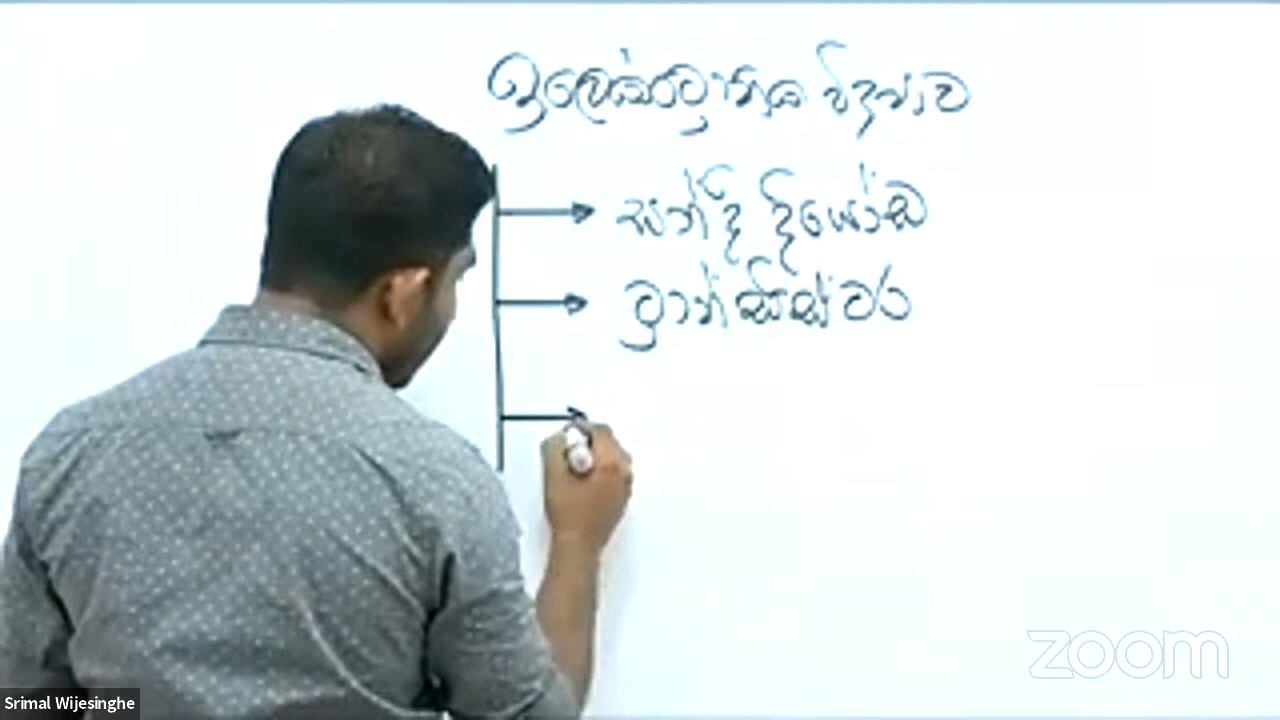 ඉලෙක්ට්‍රොනික විද්‍යාව
සන්ධි දියෝඩ
ට්‍රාන්සිස්ටර
zoom
Srimal Wijesinghe